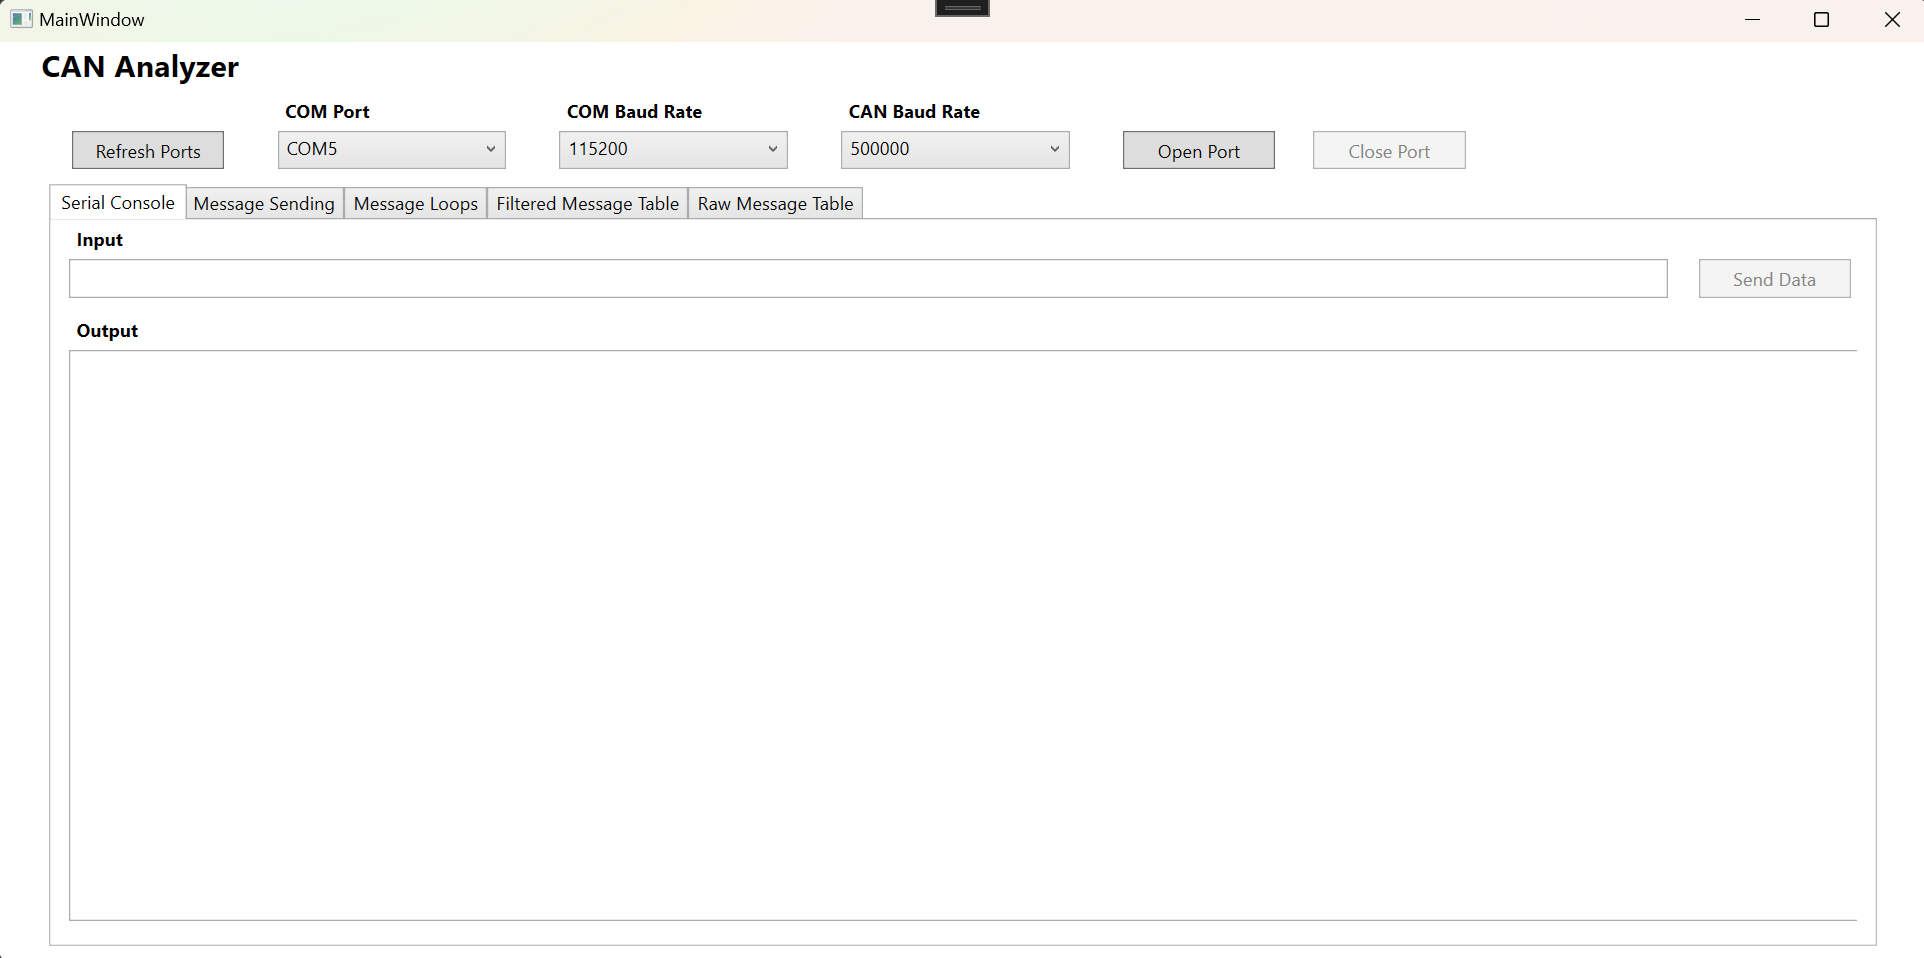 MainWindow
CAN Analyzer
COM Port COM Baud Rate CAN Baud Rate
Refresh Ports COM5 115200 500000 Open Port Close Port
Serial Console Message Sending Message Loops Filtered Message Table Raw Message Table
Input
Send Data
Output